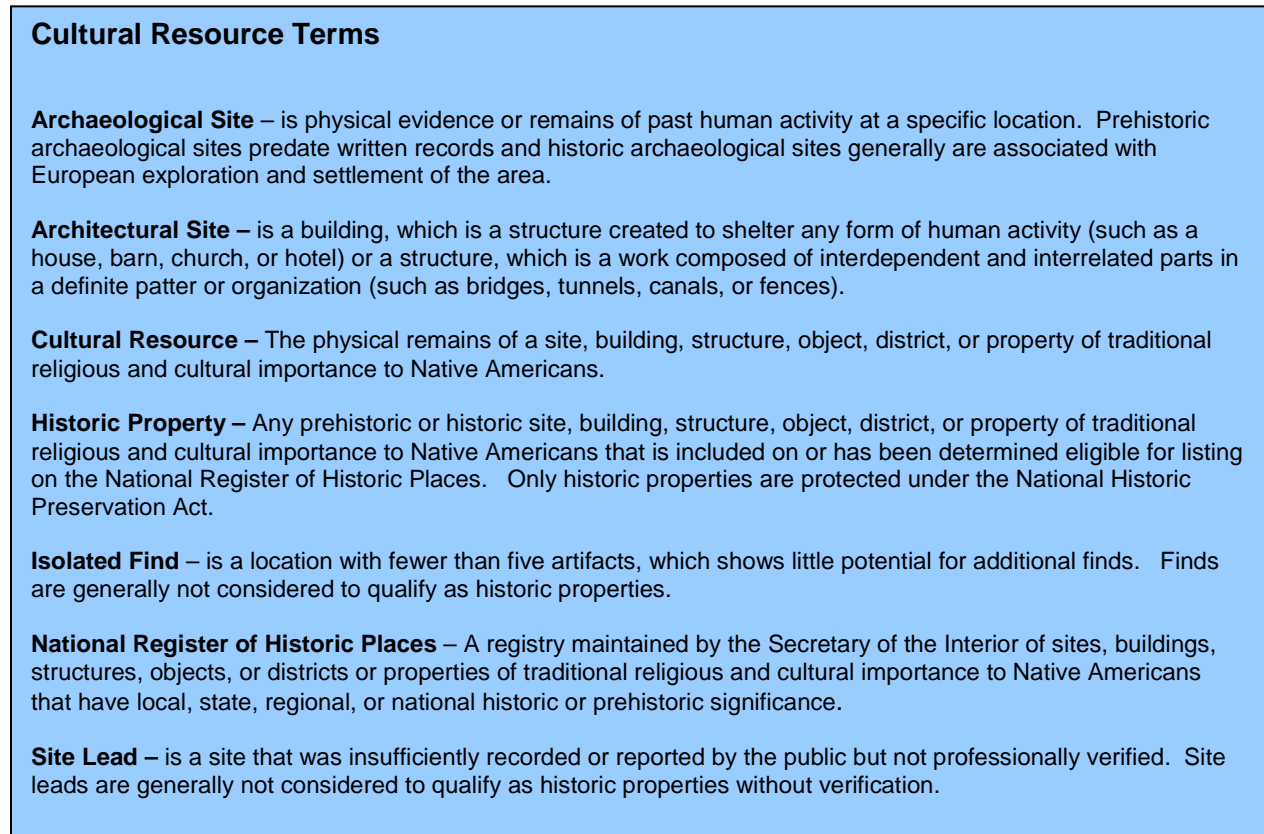 Cultural Resource Terms
Archaeological Site – is physical evidence or remains of past human activity at a specific location.  Prehistoric
archaeological sites predate written records and historic archaeological sites generally are associated with
European exploration and settlement of the area.
Architectural Site – is a building, which is a structure created to shelter any form of human activity (such as a
house, barn, church, or hotel) or a structure, which is a work composed of interdependent and interrelated parts in
a definite patter or organization (such as bridges, tunnels, canals, or fences).
Cultural Resource – The physical remains of a site, building, structure, object, district, or property of traditional
religious and cultural importance to Native Americans.
Historic Property – Any prehistoric or historic site, building, structure, object, district, or property of traditional
religious and cultural importance to Native Americans that is included on or has been determined eligible for listing
on the National Register of Historic Places.   Only historic properties are protected under the National Historic
Preservation Act.
Isolated Find – is a location with fewer than five artifacts, which shows little potential for additional finds.   Finds
are generally not considered to qualify as historic properties.
National Register of Historic Places – A registry maintained by the Secretary of the Interior of sites, buildings,
structures, objects, or districts or properties of traditional religious and cultural importance to Native Americans
that have local, state, regional, or national historic or prehistoric significance.
Site Lead – is a site that was insufficiently recorded or reported by the public but not professionally verified.  Site
leads are generally not considered to qualify as historic properties without verification.